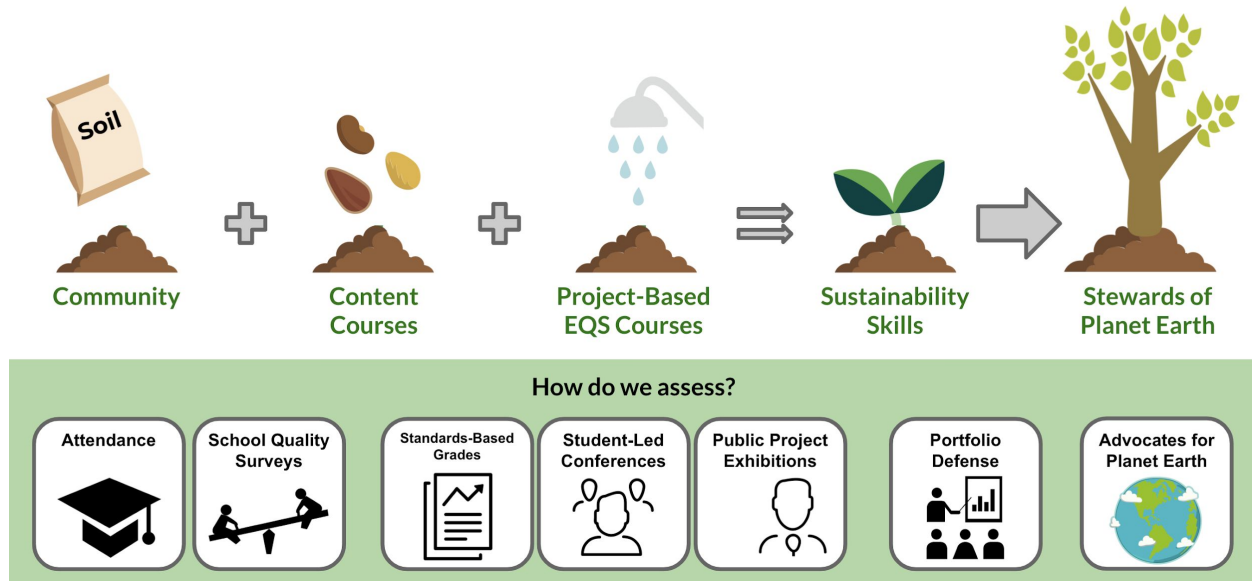 Soil
Community
Content
Courses
Project-Based
EQS Courses
Sustainability
Skills
Stewards of
Planet Earth
How do we assess?
Attendance
School Quality
Surveys
Standards-Based
Grades
Student-Led
Conferences
Public Project
Exhibitions
Portfolio
Defense
Advocates for
Planet Earth